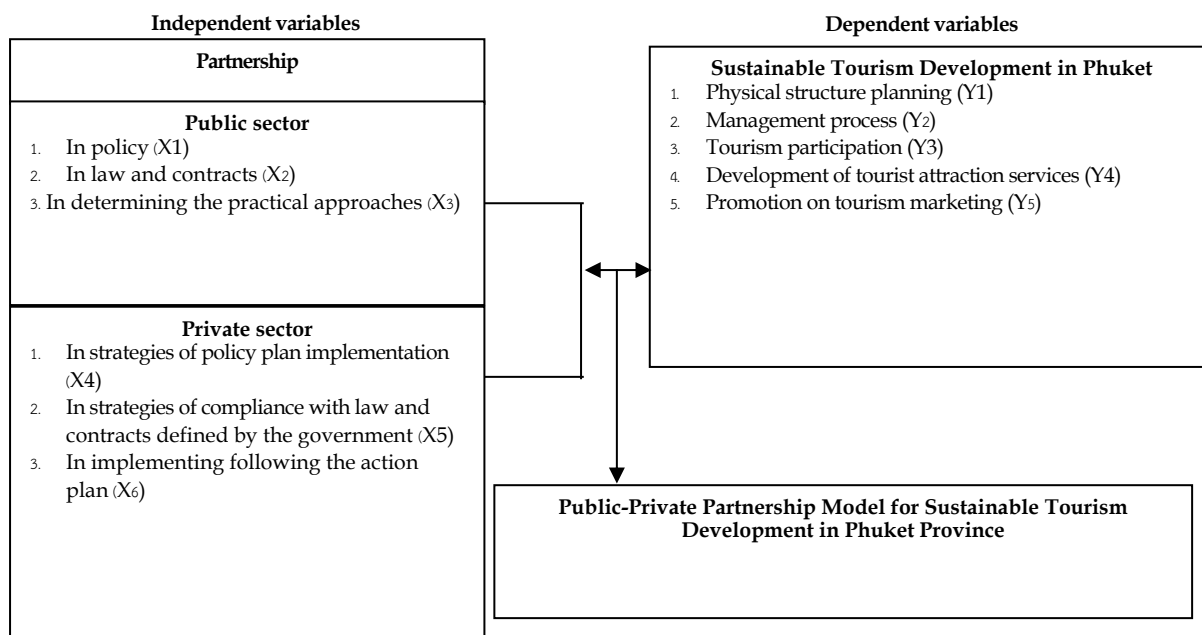 Independent variables
Partnership
Public sector
1. In policy (X1)
2. In law and contracts (X2)
3. In determining the practical approaches (X3)
Private sector
1. In strategies of policy plan implementation
(X4)
2. In strategies of compliance with law and
contracts defined by the government (X5)
3. In implementing following the action
plan (X6)
Dependent variables
Sustainable Tourism Development in Phuket
1. Physical structure planning (Y1)
2. Management process (Y2)
3. Tourism participation (Y3)
4. Development of tourist attraction services (Y4)
5. Promotion on tourism marketing (Y5)
Public-Private Partnership Model for Sustainable Tourism
Development in Phuket Province